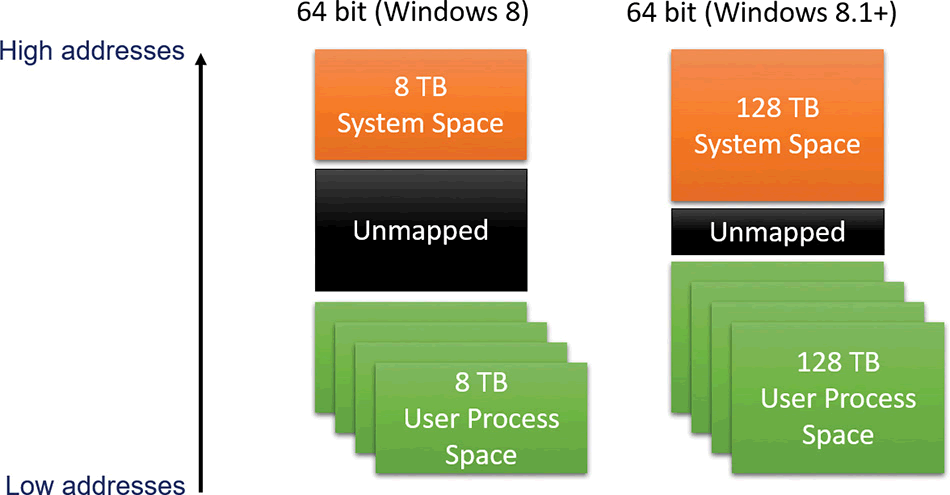 64 bit (Windows 8)
64 bit (Windows 8.1+)
High addresses
8 TB
System Space
128 TB
System Space
Unmapped
Unmapped
8 TB
User Process
Space
128 TB
User Process
Space
Low addresses